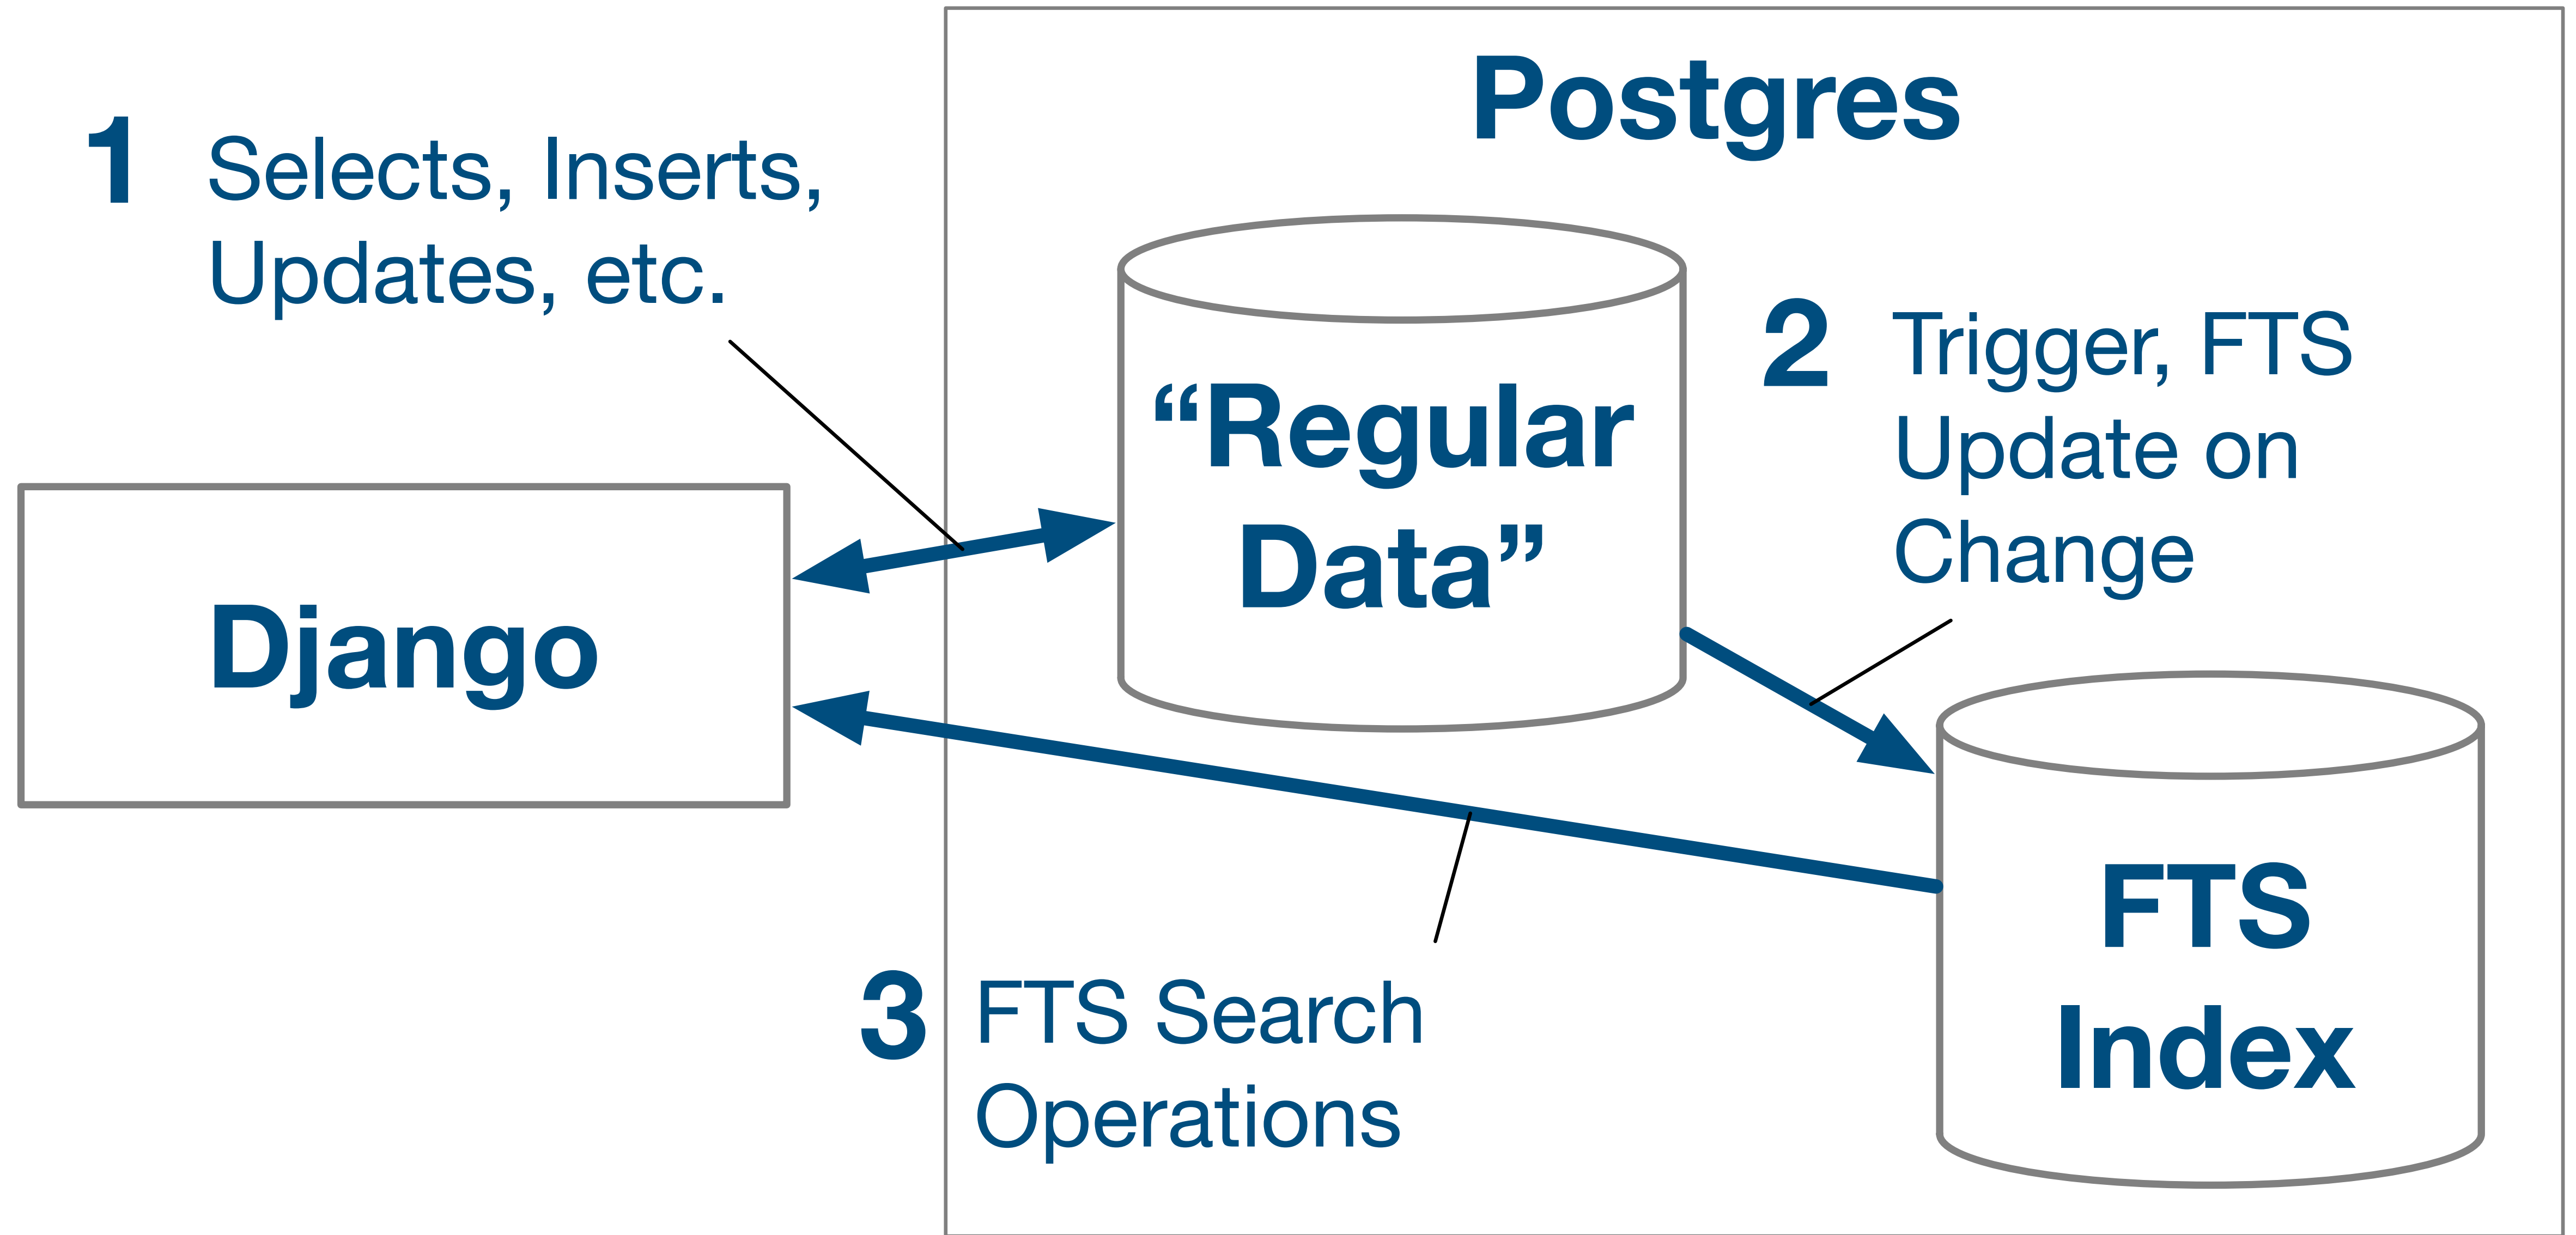 Postgres
1 Selects, Inserts,
Updates, etc.
“Regular
Data”
2 Trigger, FTS
Update on
Change
Django
FTS
Index
3 FTS Search
Operations